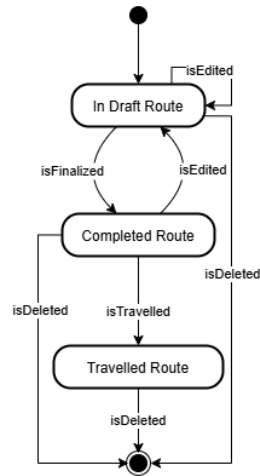 isEdited
In Draft Route
isFinalized
isEdited
Completed Route
isDeleted
isDeleted
isTravelled
Travelled Route
isDeleted